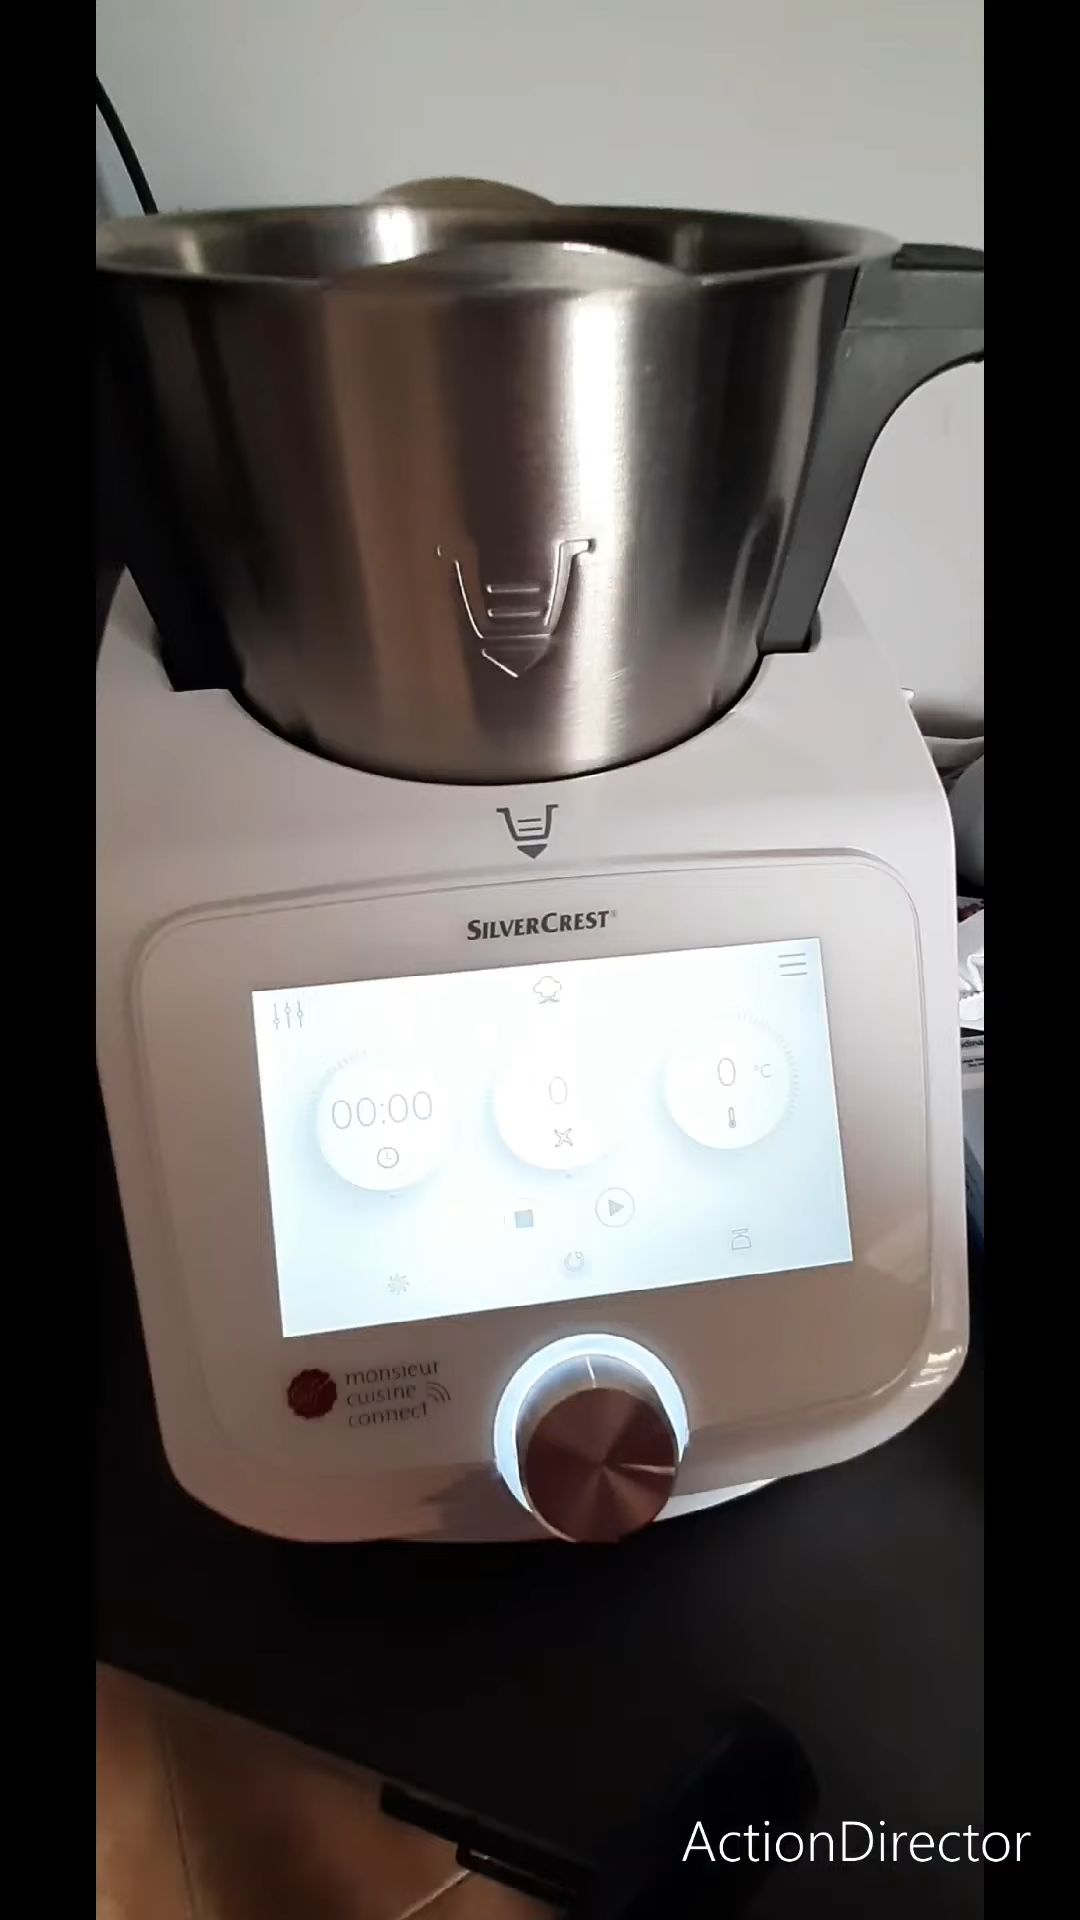 SILVERCREST®
00:00
0
0 °C
monsieur
cuisine
connect
ActionDirector